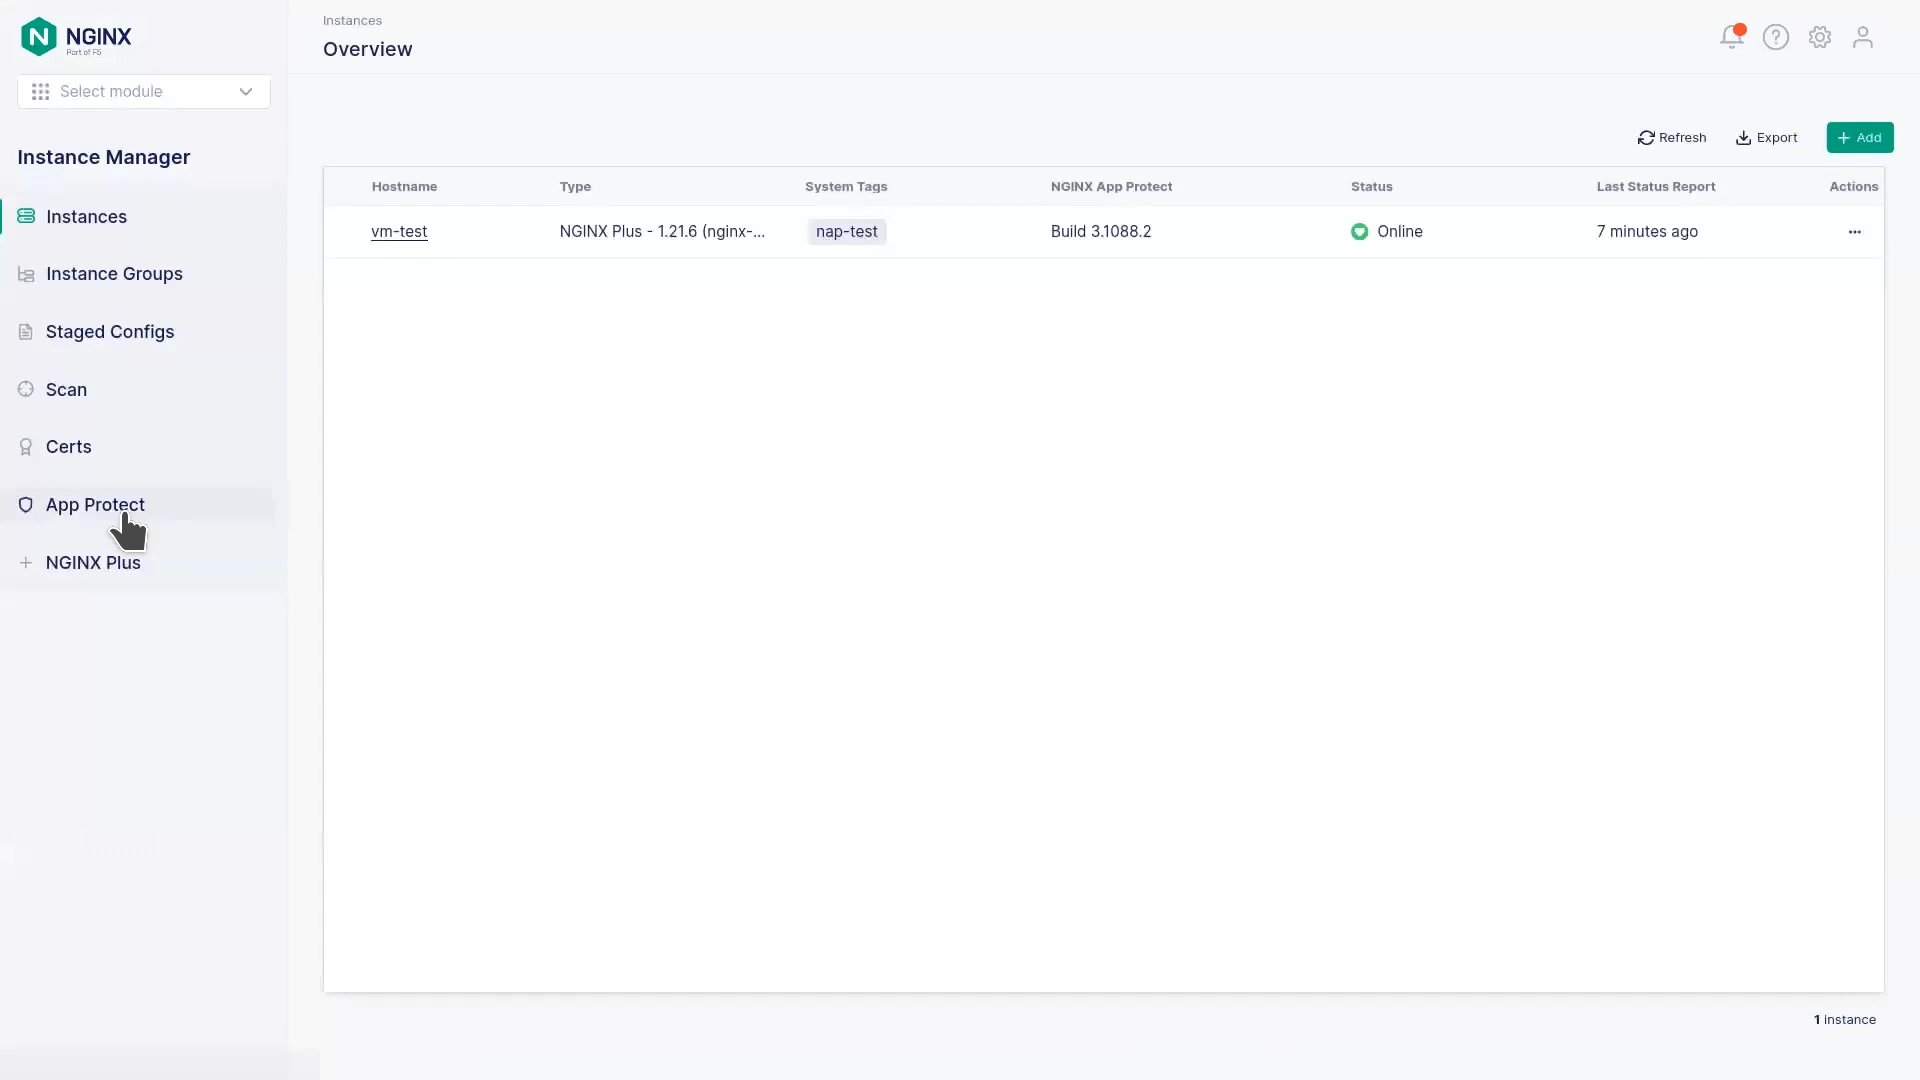 NGINX
Part of F5
Select module
Instance Manager
Instances
Instance Groups
Staged Configs
Scan
Certs
App Protect
NGINX Plus
Instances
Overview
Refresh
Export
Add
Hostname Type System Tags NGINX App Protect Status Last Status Report Actions
vm-test NGINX Plus - 1.21.6 (nginx-... nap-test Build 3.1088.2 Online 7 minutes ago ...
1 instance